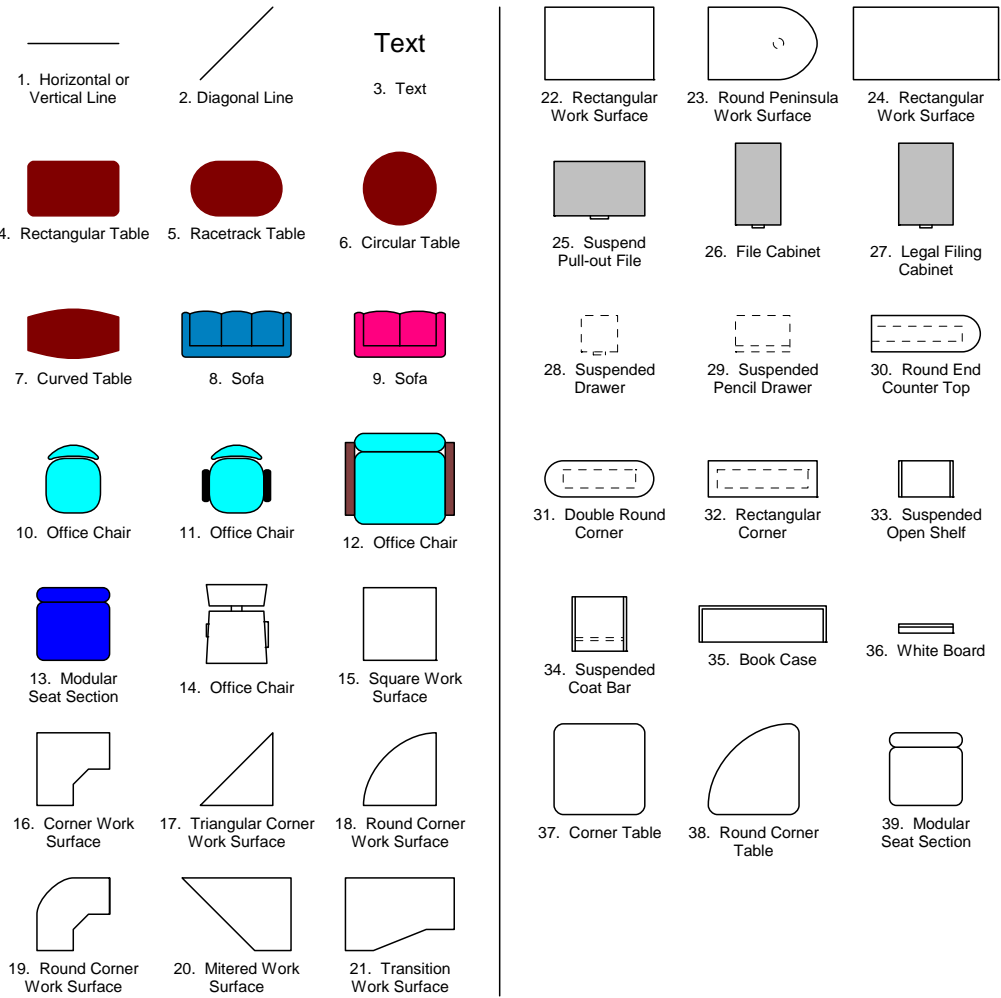 Text
1. Horizontal or
Vertical Line
2. Diagonal Line
3. Text
4. Rectangular Table
5. Racetrack Table
6. Circular Table
7. Curved Table
8. Sofa
9. Sofa
10. Office Chair
11. Office Chair
12. Office Chair
13. Modular
Seat Section
14. Office Chair
15. Square Work
Surface
16. Corner Work
Surface
17. Triangular Corner
Work Surface
18. Round Corner
Work Surface
19. Round Corner
Work Surface
20. Mitered Work
Surface
21. Transition
Work Surface
22. Rectangular
Work Surface
23. Round Peninsula
Work Surface
24. Rectangular
Work Surface
25. Suspend
Pull-out File
26. File Cabinet
27. Legal Filing
Cabinet
28. Suspended
Drawer
29. Suspended
Pencil Drawer
30. Round End
Counter Top
31. Double Round
Corner
32. Rectangular
Corner
33. Suspended
Open Shelf
34. Suspended
Coat Bar
35. Book Case
36. White Board
37. Corner Table
38. Round Corner
Table
39. Modular
Seat Section